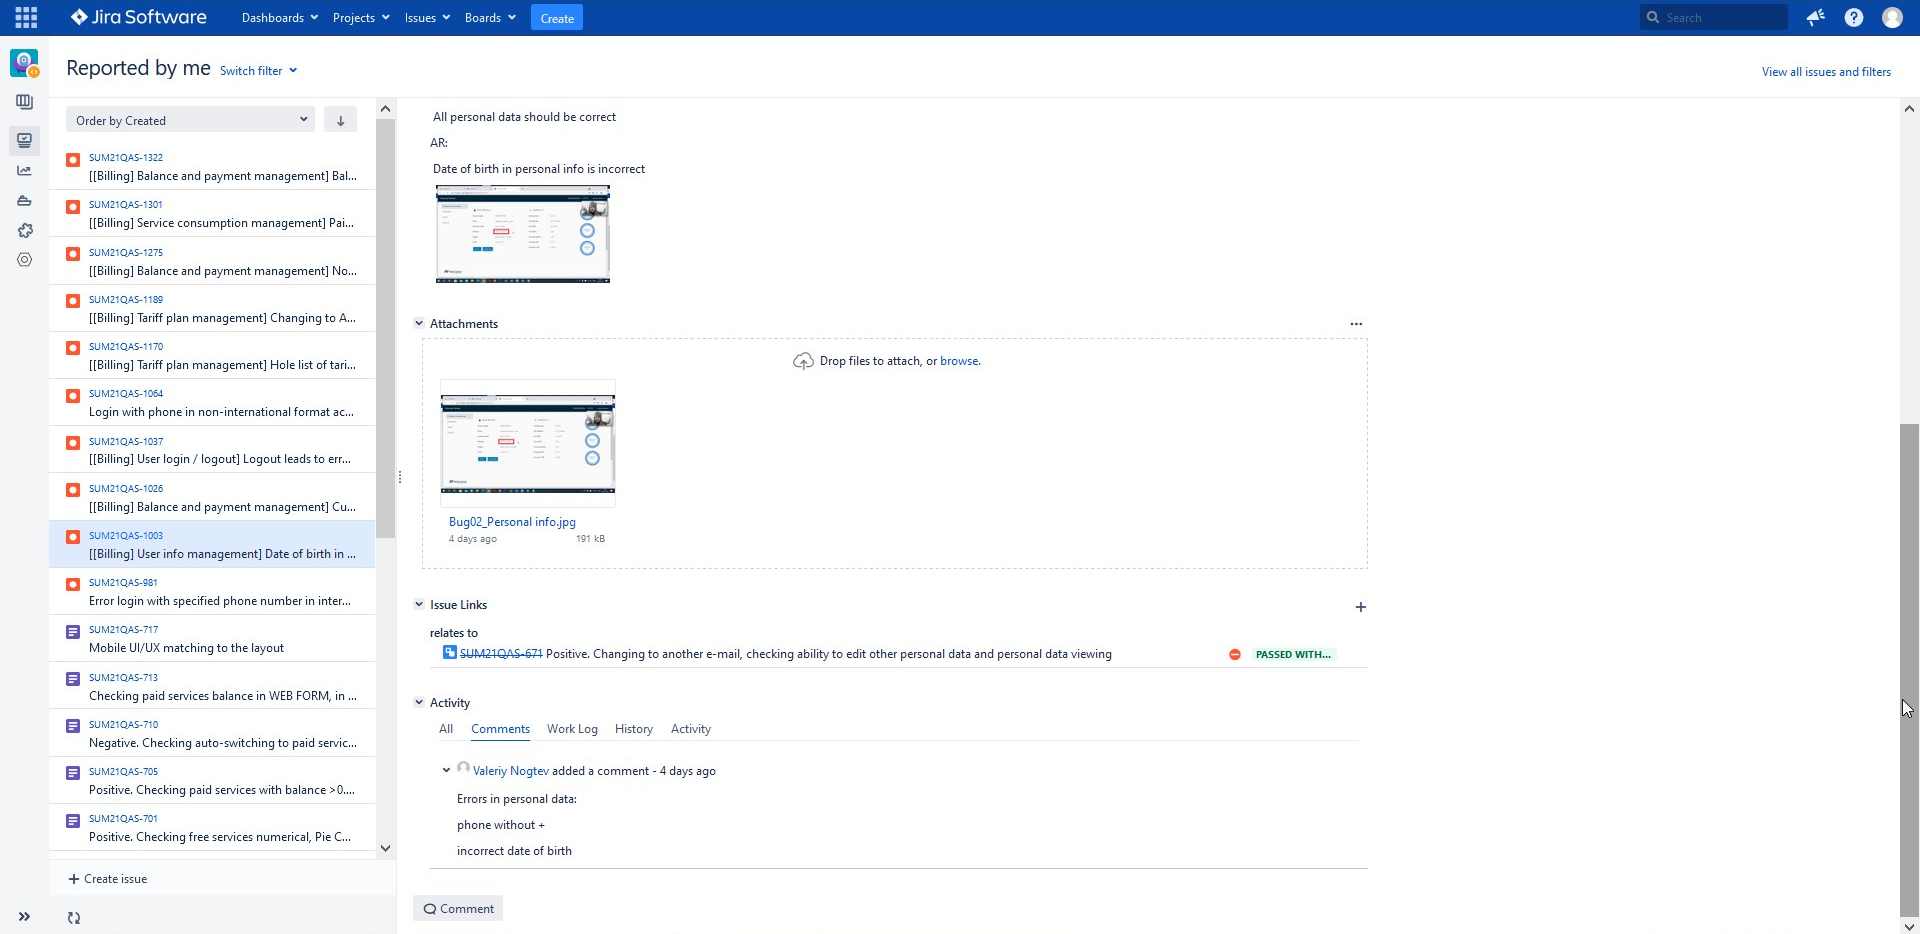 Jira Software
Dashboards
Projects
Issues
Boards
Create
Search
Reported by me
Switch filter
View all issues and filters
Order by Created
SUM21QAS-1322
[[Billing] Balance and payment management] Bal...
SUM21QAS-1301
[[Billing] Service consumption management] Pai...
SUM21QAS-1275
[[Billing] Balance and payment management] No...
SUM21QAS-1189
[[Billing] Tariff plan management] Changing to A...
SUM21QAS-1170
[[Billing] Tariff plan management] Hole list of tari...
SUM21QAS-1064
Login with phone in non-international format ac...
SUM21QAS-1037
[[Billing] User login / logout] Logout leads to err...
SUM21QAS-1026
[[Billing] Balance and payment management] Cu...
SUM21QAS-1003
[[Billing] User info management] Date of birth in ...
SUM21QAS-981
Error login with specified phone number in inter...
SUM21QAS-717
Mobile UI/UX matching to the layout
SUM21QAS-713
Checking paid services balance in WEB FORM, in ...
SUM21QAS-710
Negative. Checking auto-switching to paid servic...
SUM21QAS-705
Positive. Checking paid services with balance >0....
SUM21QAS-701
Positive. Checking free services numerical, Pie C...
+ Create issue
All personal data should be correct
AR:
Date of birth in personal info is incorrect
Attachments
Drop files to attach, or browse.
Bug02_Personal info.jpg
4 days ago 191 kB
Issue Links
relates to
SUM21QAS-671 Positive. Changing to another e-mail, checking ability to edit other personal data and personal data viewing
PASSED WITH...
Activity
All Comments Work Log History Activity
Valeriy Nogtev added a comment - 4 days ago
Errors in personal data:
phone without +
incorrect date of birth
Comment